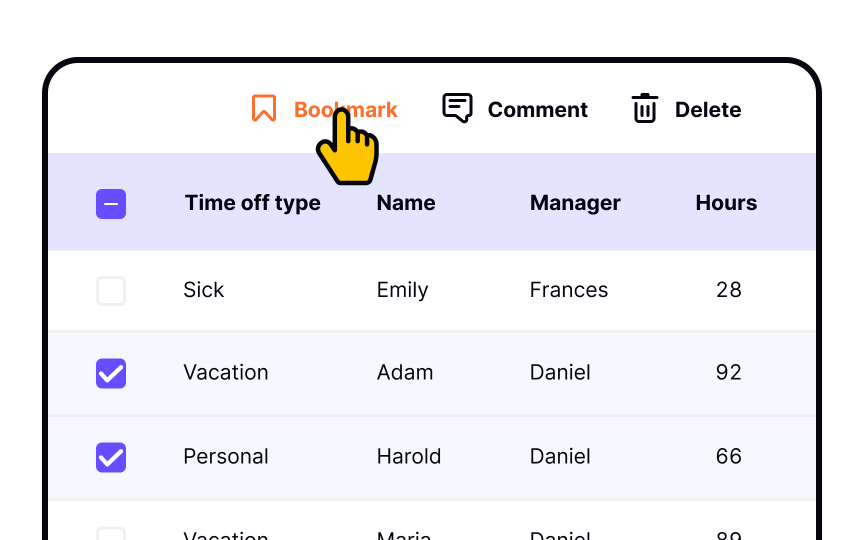 Bookmark Comment Delete
Time off type Name Manager Hours
Sick Emily Frances 28
Vacation Adam Daniel 92
Personal Harold Daniel 66
Vacation Maria Daniel 89